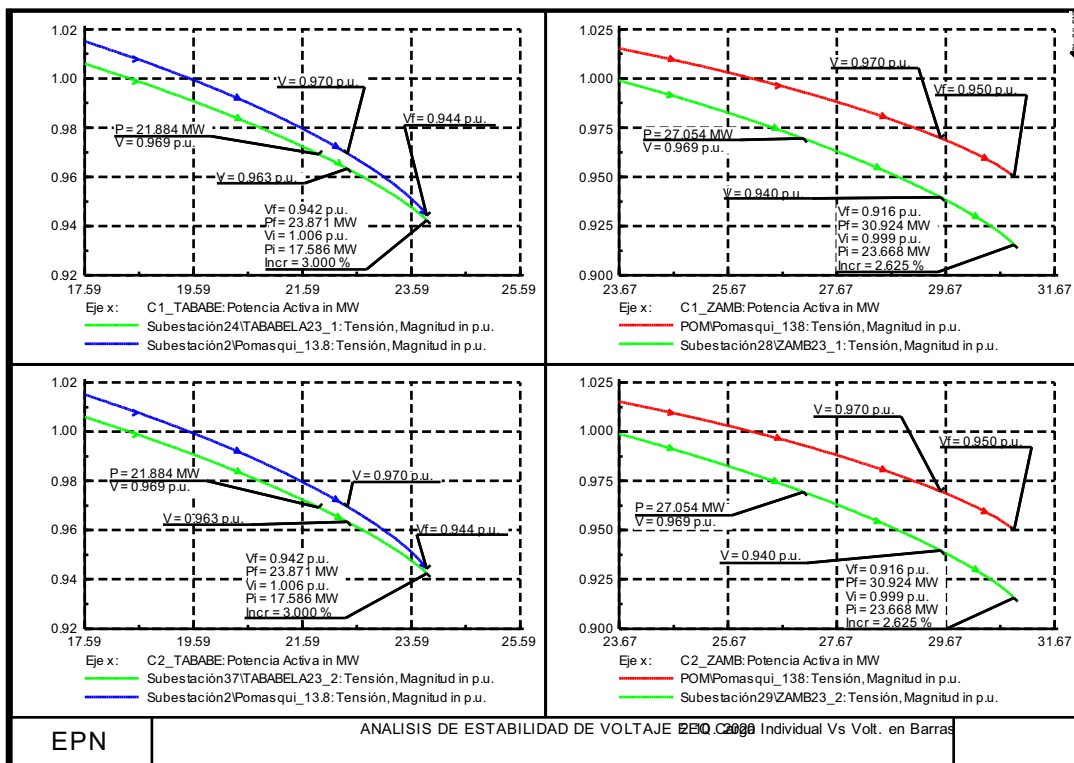 1.02
1.00
0.98
0.96
0.94
0.92
17.59
19.59
21.59
23.59
25.59
V = 0.970 p.u.
Vf = 0.944 p.u.
P = 21.884 MW
V = 0.969 p.u.
V = 0.963 p.u.
Vf = 0.942 p.u.
Pf = 23.871 MW
Vi = 1.006 p.u.
Pi = 17.586 MW
Incr = 3.000 %
Eje x: C1_TABABE: Potencia Activa in MW
Subestación24\TABABELA23_1: Tensión, Magnitud in p.u.
Subestación2\Pomasqui_13.8: Tensión, Magnitud in p.u.
1.025
1.000
0.975
0.950
0.925
0.900
23.67
25.67
27.67
29.67
31.67
V = 0.970 p.u.
Vf = 0.950 p.u.
P = 27.054 MW
V = 0.969 p.u.
V = 0.940 p.u.
Vf = 0.916 p.u.
Pf = 30.924 MW
Vi = 0.999 p.u.
Pi = 23.668 MW
Incr = 2.625 %
Eje x: C1_ZAMB: Potencia Activa in MW
POM\Pomasqui_138: Tensión, Magnitud in p.u.
Subestación28\ZAMB23_1: Tensión, Magnitud in p.u.
1.02
1.00
0.98
0.96
0.94
0.92
17.59
19.59
21.59
23.59
25.59
P = 21.884 MW
V = 0.969 p.u.
V = 0.970 p.u.
V = 0.963 p.u.
Vf = 0.944 p.u.
Vf = 0.942 p.u.
Pf = 23.871 MW
Vi = 1.006 p.u.
Pi = 17.586 MW
Incr = 3.000 %
Eje x: C2_TABABE: Potencia Activa in MW
Subestación37\TABABELA23_2: Tensión, Magnitud in p.u.
Subestación2\Pomasqui_13.8: Tensión, Magnitud in p.u.
1.025
1.000
0.975
0.950
0.925
0.900
23.67
25.67
27.67
29.67
31.67
V = 0.970 p.u.
Vf = 0.950 p.u.
P = 27.054 MW
V = 0.969 p.u.
V = 0.940 p.u.
Vf = 0.916 p.u.
Pf = 30.924 MW
Vi = 0.999 p.u.
Pi = 23.668 MW
Incr = 2.625 %
Eje x: C2_ZAMB: Potencia Activa in MW
POM\Pomasqui_138: Tensión, Magnitud in p.u.
Subestación29\ZAMB23_2: Tensión, Magnitud in p.u.
EPN
ANALISIS DE ESTABILIDAD DE VOLTAJE Individual Vs Volt. en Barras